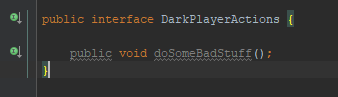 public interface DarkPlayerActions {
public void doSomeBadStuff();
}